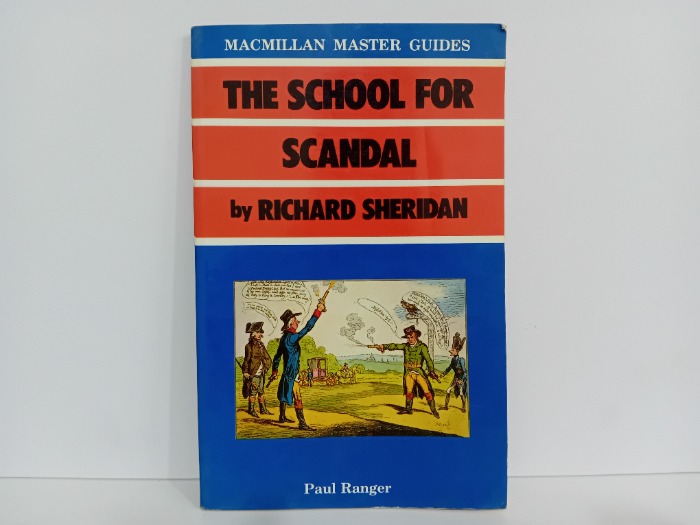 MACMILLAN MASTER GUIDES
THE SCHOOL FOR
SCANDAL
by RICHARD SHERIDAN
Paul Ranger